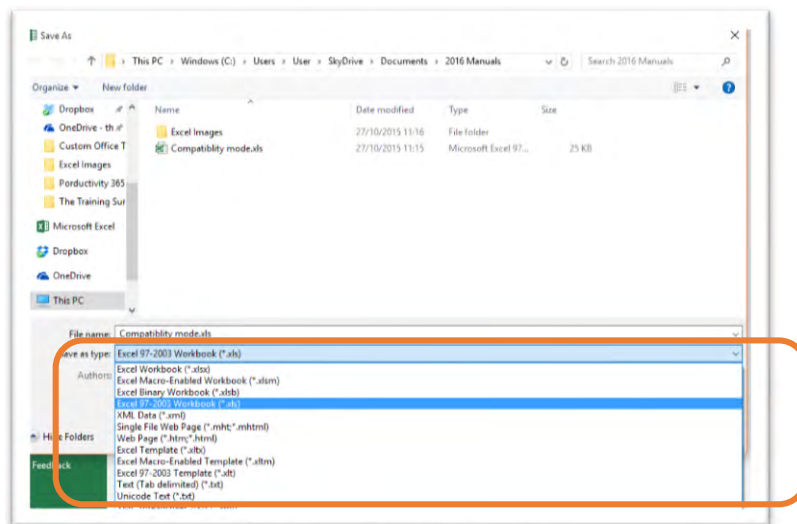 Save As
This PC › Windows (C:) › Users › User › SkyDrive › Documents › 2016 Manuals
Search 2016 Manuals
Organize
New folder
Name
Date modified
Type
Size
Dropbox
OneDrive - th
Custom Office T
Excel Images
Porductivity 365
The Training Sur
Microsoft Excel
Dropbox
OneDrive
This PC
Excel Images
27/10/2015 11:16
File folder
Compatiblity mode.xls
27/10/2015 11:15
Microsoft Excel 97...
25 KB
File name: Compatiblity mode.xls
Save as type: Excel 97-2003 Workbook (*.xls)
Authors:
Excel Workbook (*.xlsx)
Excel Macro-Enabled Workbook (*.xlsm)
Excel Binary Workbook (*.xlsb)
Excel 97-2003 Workbook (*.xls)
XML Data (*.xml)
Single File Web Page (*.mht;*.mhtml)
Web Page (*.htm;*.html)
Excel Template (*.xltx)
Excel Macro-Enabled Template (*.xltm)
Excel 97-2003 Template (*.xlt)
Text (Tab delimited) (*.txt)
Unicode Text (*.txt)
Hide Folders
Feedback